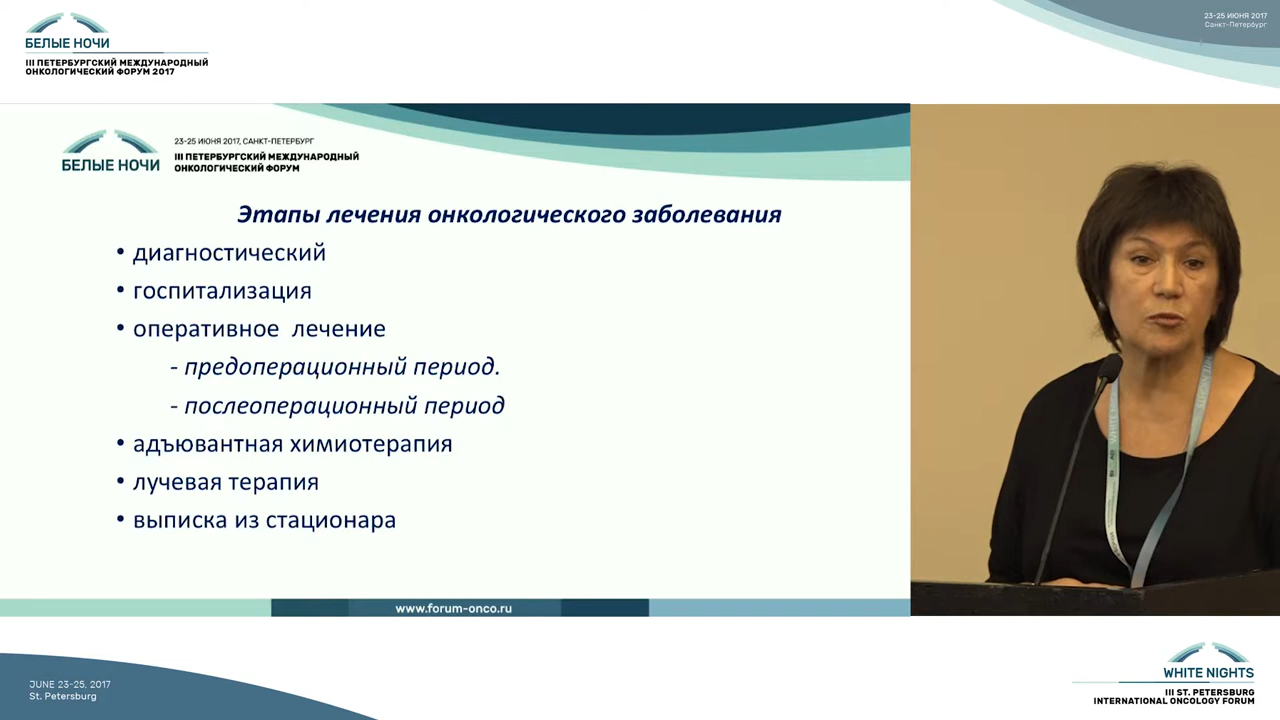 БЕЛЫЕ НОЧИ
III ПЕТЕРБУРГСКИЙ МЕЖДУНАРОДНЫЙ
ОНКОЛОГИЧЕСКИЙ ФОРУМ 2017
23-25 ИЮНЯ 2017
Санкт-Петербург
БЕЛЫЕ НОЧИ
23-25 ИЮНЯ 2017, САНКТ-ПЕТЕРБУРГ
III ПЕТЕРБУРГСКИЙ МЕЖДУНАРОДНЫЙ
ОНКОЛОГИЧЕСКИЙ ФОРУМ
Этапы лечения онкологического заболевания
• диагностический
• госпитализация
• оперативное лечение
- предоперационный период.
- послеоперационный период
• адъювантная химиотерапия
• лучевая терапия
• выписка из стационара
www.forum-onco.ru
JUNE 23-25, 2017
St. Petersburg
WHITE NIGHTS
III ST. PETERSBURG
INTERNATIONAL ONCOLOGY FORUM